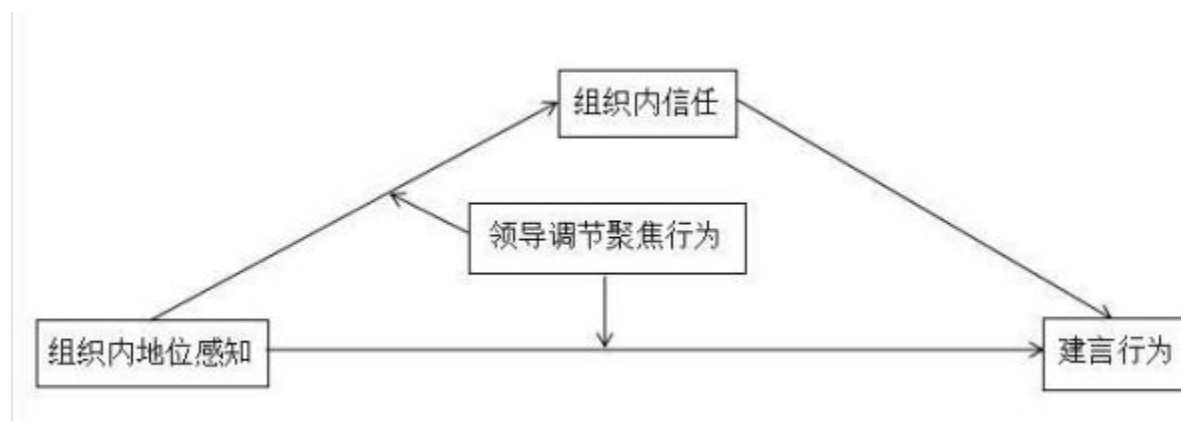 组织内信任
领导调节聚焦行为
组织内地位感知
建言行为